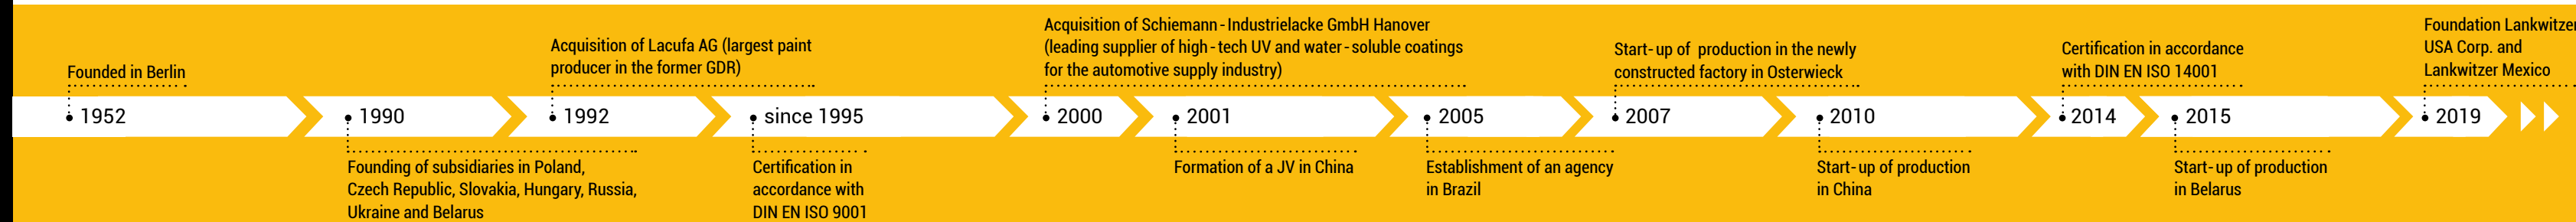 Founded in Berlin
1952
1990
Founding of subsidiaries in Poland,
Czech Republic, Slovakia, Hungary, Russia,
Ukraine and Belarus
Acquisition of Lacufa AG (largest paint
producer in the former GDR)
1992
since 1995
Certification in
accordance with
DIN EN ISO 9001
Acquisition of Schiemann-Industrielacke GmbH Hanover
(leading supplier of high-tech UV and water-soluble coatings
for the automotive supply industry)
2000
2001
Formation of a JV in China
2005
Establishment of an agency
in Brazil
Start-up of production in the newly
constructed factory in Osterwieck
2007
2010
Start-up of production
in China
Certification in accordance
with DIN EN ISO 14001
2014
2015
Start-up of production
in Belarus
Foundation Lankwitzer
USA Corp. and
Lankwitzer Mexico
2019